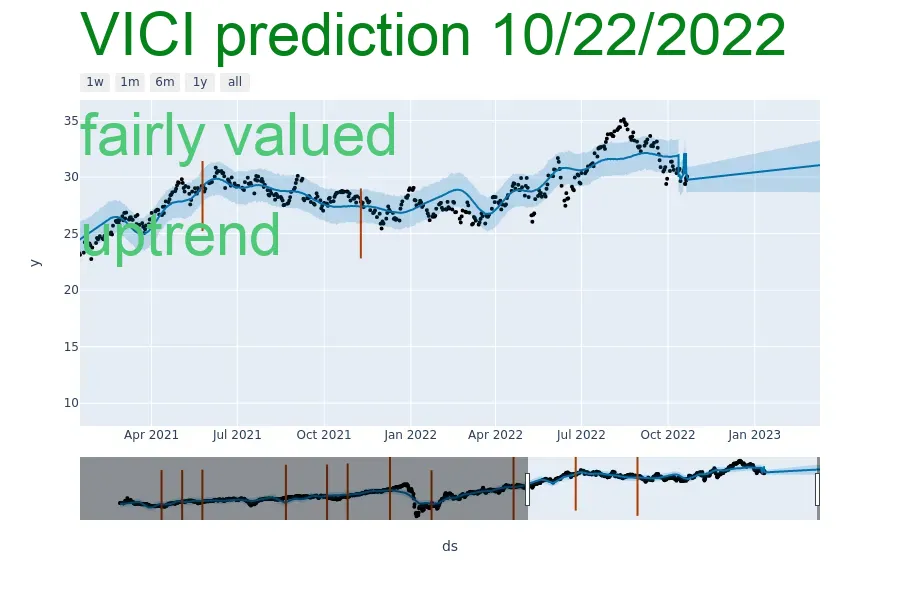 VICI prediction 10/22/2022
1w 1m 6m 1y all
fairly valued
uptrend
35
30
25
20
15
10
y
Apr 2021 Jul 2021 Oct 2021 Jan 2022 Apr 2022 Jul 2022 Oct 2022 Jan 2023
ds